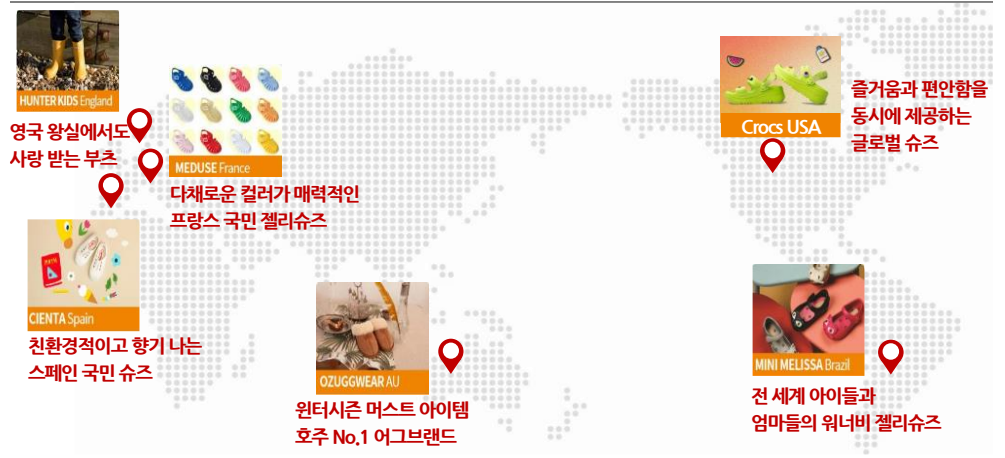 HUNTER KIDS England
영국 왕실에서도
사랑 받는 부츠
MEDUSE France
다채로운 컬러가 매력적인
프랑스 국민 젤리슈즈
Crocs USA
즐거움과 편안함을
동시에 제공하는
글로벌 슈즈
CIENTA Spain
친환경적이고 향기 나는
스페인 국민 슈즈
OZUGGWEAR AU
윈터시즌 머스트 아이템
호주 No.1 어그브랜드
MINI MELISSA Brazil
전 세계 아이들과
엄마들의 워너비 젤리슈즈